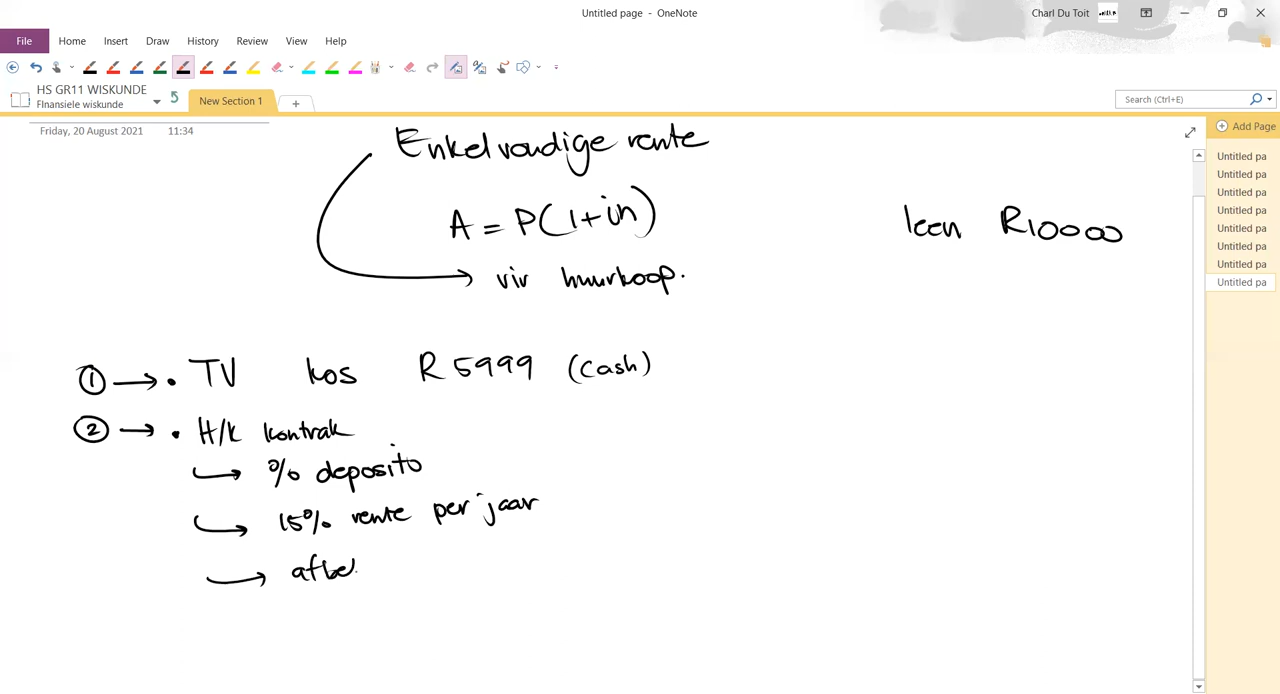 Untitled page - OneNote
Charl Du Toit
File Home Insert Draw History Review View Help
HS GR11 WISKUNDE
FInansiele wiskunde
New Section 1
+
Search (Ctrl+E)
Friday, 20 August 2021 11:34
Add Page
Untitled pa
Untitled pa
Untitled pa
Untitled pa
Untitled pa
Untitled pa
Untitled pa
Untitled pa
Enkelvoudige rente
A = P(1+in)
leen R10000
vir huurkoop.
① → • TV kos R5999 (cash)
② → • H/K kontrak
→ % deposito
→ 15% rente per jaar
→ afbe